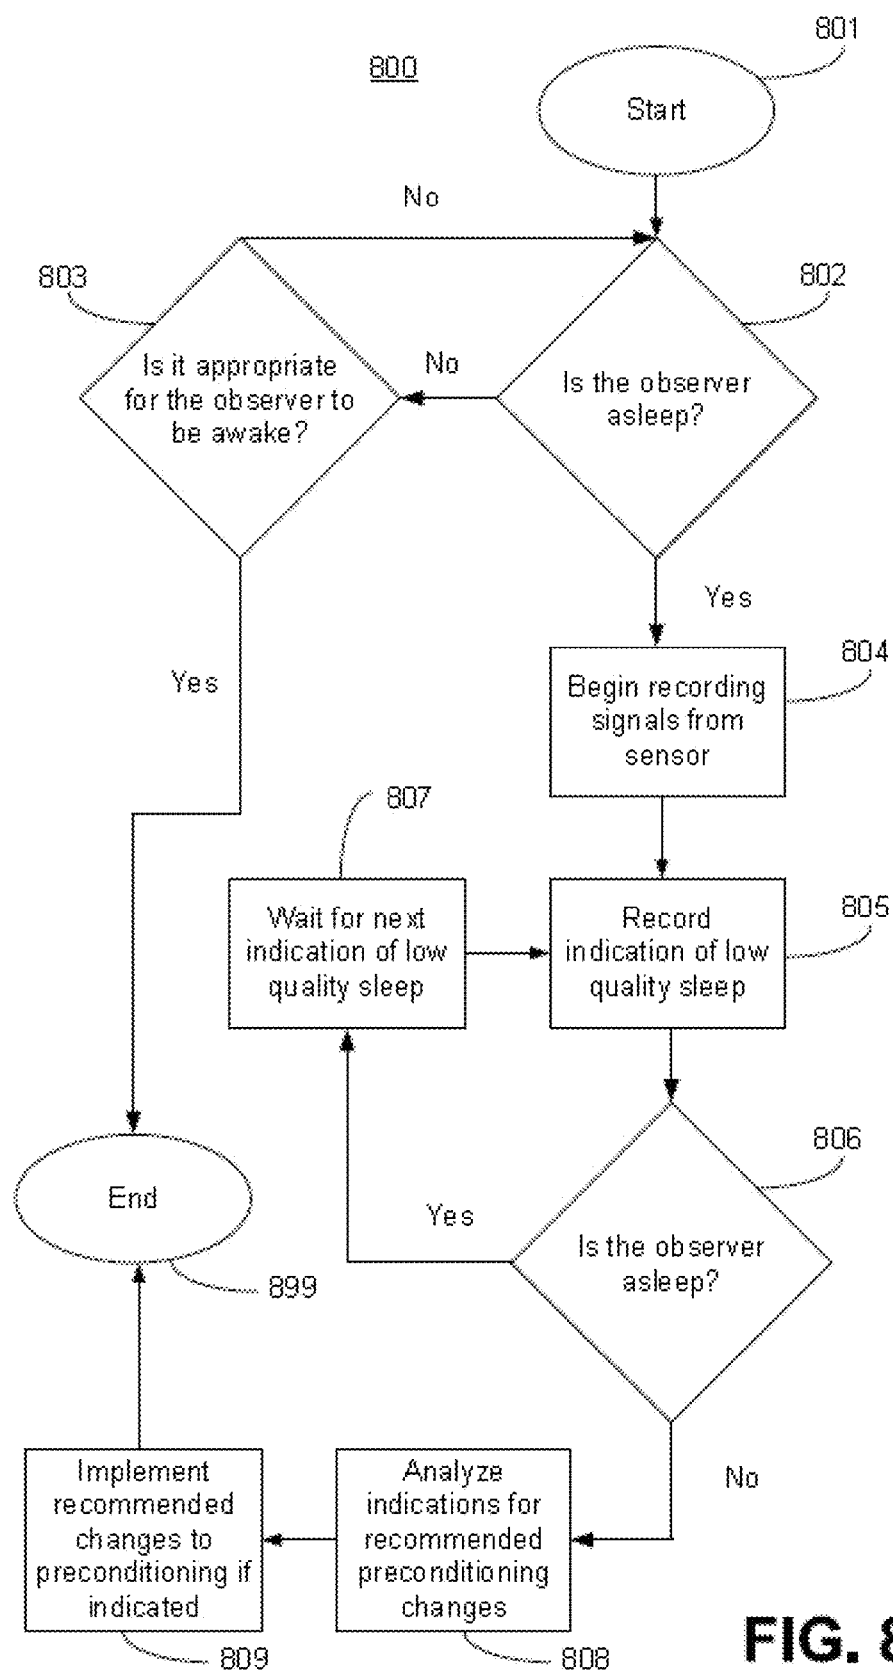 801
800
Start
No
803
802
Is it appropriate
for the observer to
be awake?
No
Is the observer
asleep?
Yes
804
Yes
Begin recording
signals from
sensor
807
805
Wait for next
indication of low
quality sleep
Record
indication of low
quality sleep
806
End
Yes
Is the observer
asleep?
899
No
Implement
recommended
changes to
preconditioning if
indicated
Analyze
indications for
recommended
preconditioning
changes
809
808
FIG. 8